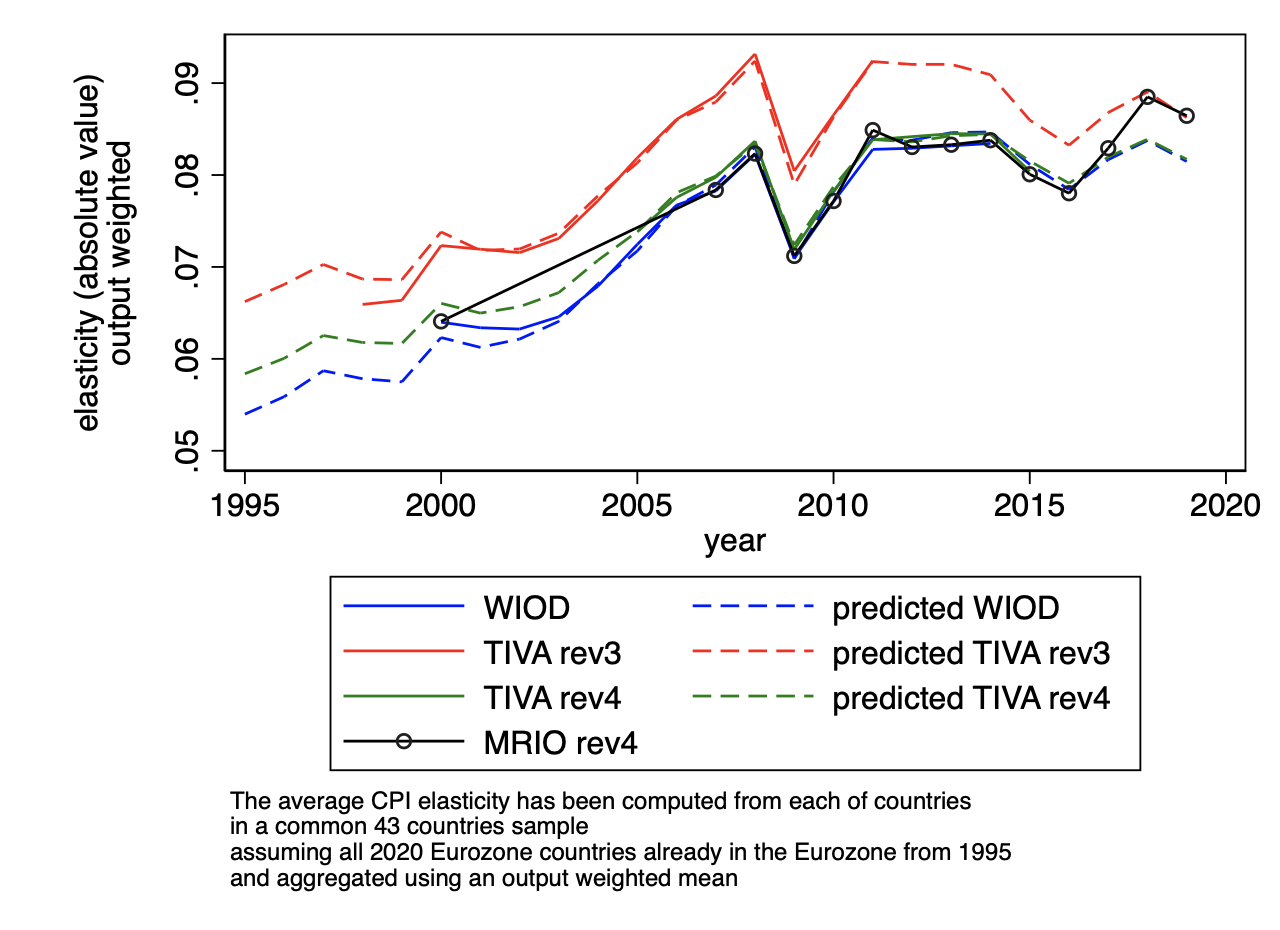 elasticity (absolute value)
output weighted
.09
.08
.07
.06
.05
1995
2000
2005
2010
2015
2020
year
WIOD
predicted WIOD
TIVA rev3
predicted TIVA rev3
TIVA rev4
predicted TIVA rev4
MRIO rev4
The average CPI elasticity has been computed from each of countries
in a common 43 countries sample
assuming all 2020 Eurozone countries already in the Eurozone from 1995
and aggregated using an output weighted mean